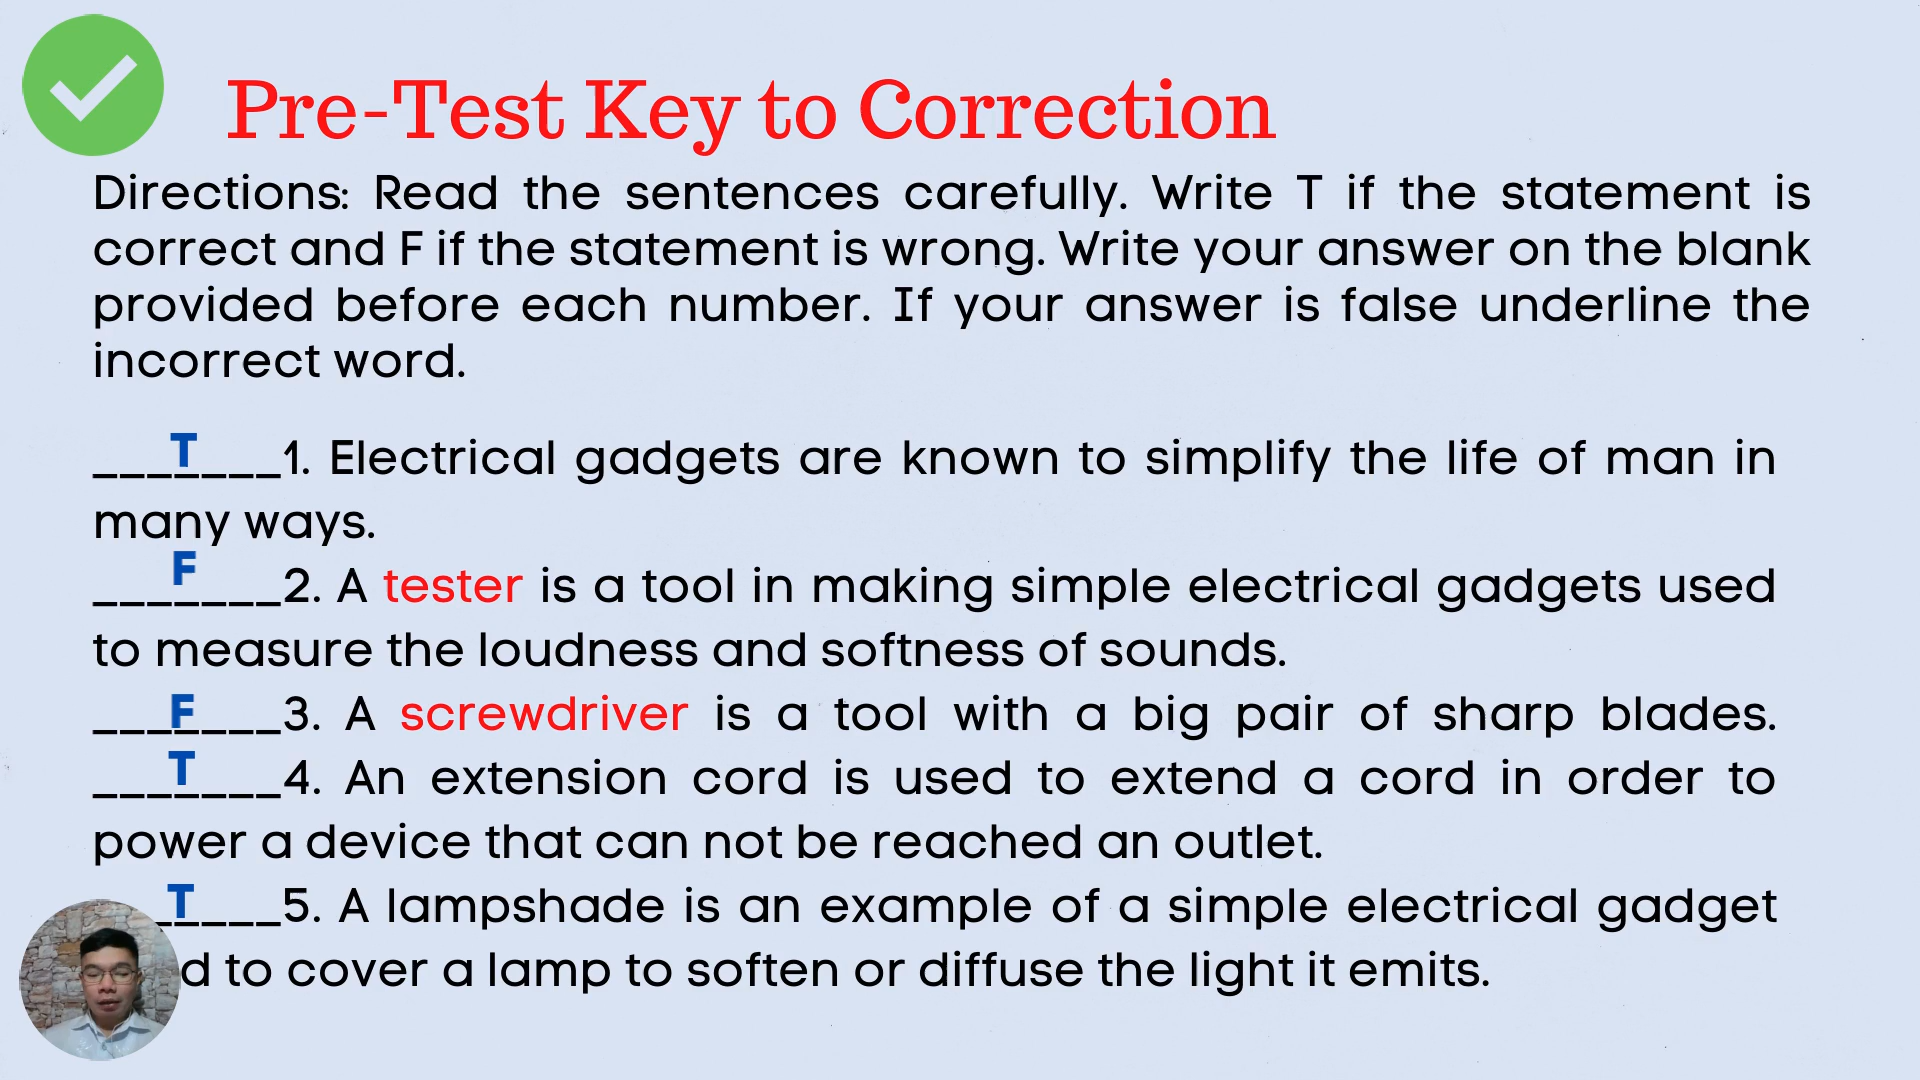 Pre-Test Key to Correction
Directions: Read the sentences carefully. Write T if the statement is
correct and F if the statement is wrong. Write your answer on the blank
provided before each number. If your answer is false underline the
incorrect word.
___T____1. Electrical gadgets are known to simplify the life of man in
many ways.
___F____2. A tester is a tool in making simple electrical gadgets used
to measure the loudness and softness of sounds.
___F____3. A screwdriver is a tool with a big pair of sharp blades.
___T____4. An extension cord is used to extend a cord in order to
power a device that can not be reached an outlet.
_T____5. A lampshade is an example of a simple electrical gadget
d to cover a lamp to soften or diffuse the light it emits.